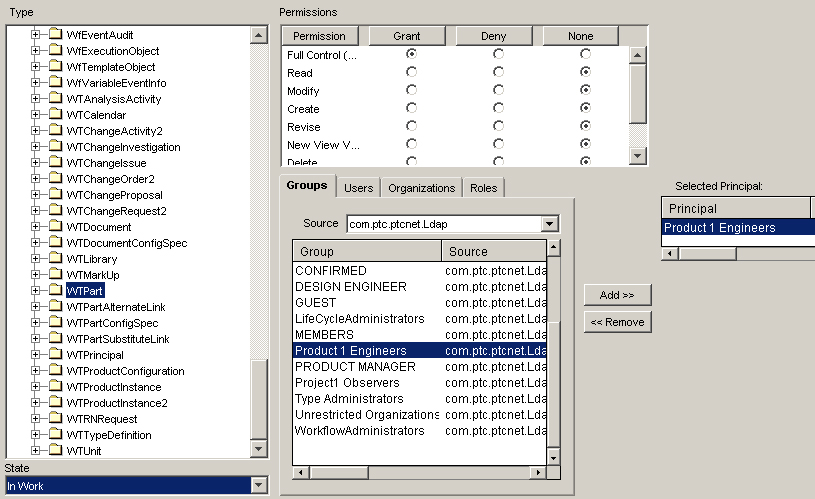 Type
WfEventAudit
WfExecutionObject
WfTemplateObject
WfVariableEventInfo
WTAnalysisActivity
WTCalendar
WTChangeActivity2
WTChangeInvestigation
WTChangeIssue
WTChangeOrder2
WTChangeProposal
WTChangeRequest2
WTDocument
WTDocumentConfigSpec
WTLibrary
WTMarkUp
WTPart
WTPartAlternateLink
WTPartConfigSpec
WTPartSubstituteLink
WTPrincipal
WTProductConfiguration
WTProductInstance
WTProductInstance2
WTRNRequest
WTTypeDefinition
WTUnit
State
In Work
Permissions
Permission Grant Deny None
Full Control (...
Read
Modify
Create
Revise
New View V...
Delete
Groups Users Organizations Roles
Source com.ptc.ptcnet.Ldap
Group Source
CONFIRMED com.ptc.ptcnet.Lda
DESIGN ENGINEER com.ptc.ptcnet.Lda
GUEST com.ptc.ptcnet.Lda
LifeCycleAdministrators com.ptc.ptcnet.Lda
MEMBERS com.ptc.ptcnet.Lda
Product 1 Engineers com.ptc.ptcnet.Lda
PRODUCT MANAGER com.ptc.ptcnet.Lda
Project1 Observers com.ptc.ptcnet.Lda
Type Administrators com.ptc.ptcnet.Lda
Unrestricted Organizations com.ptc.ptcnet.Lda
WorkflowAdministrators com.ptc.ptcnet.Lda
Add >>
<< Remove
Selected Principal:
Principal
Product 1 Engineers